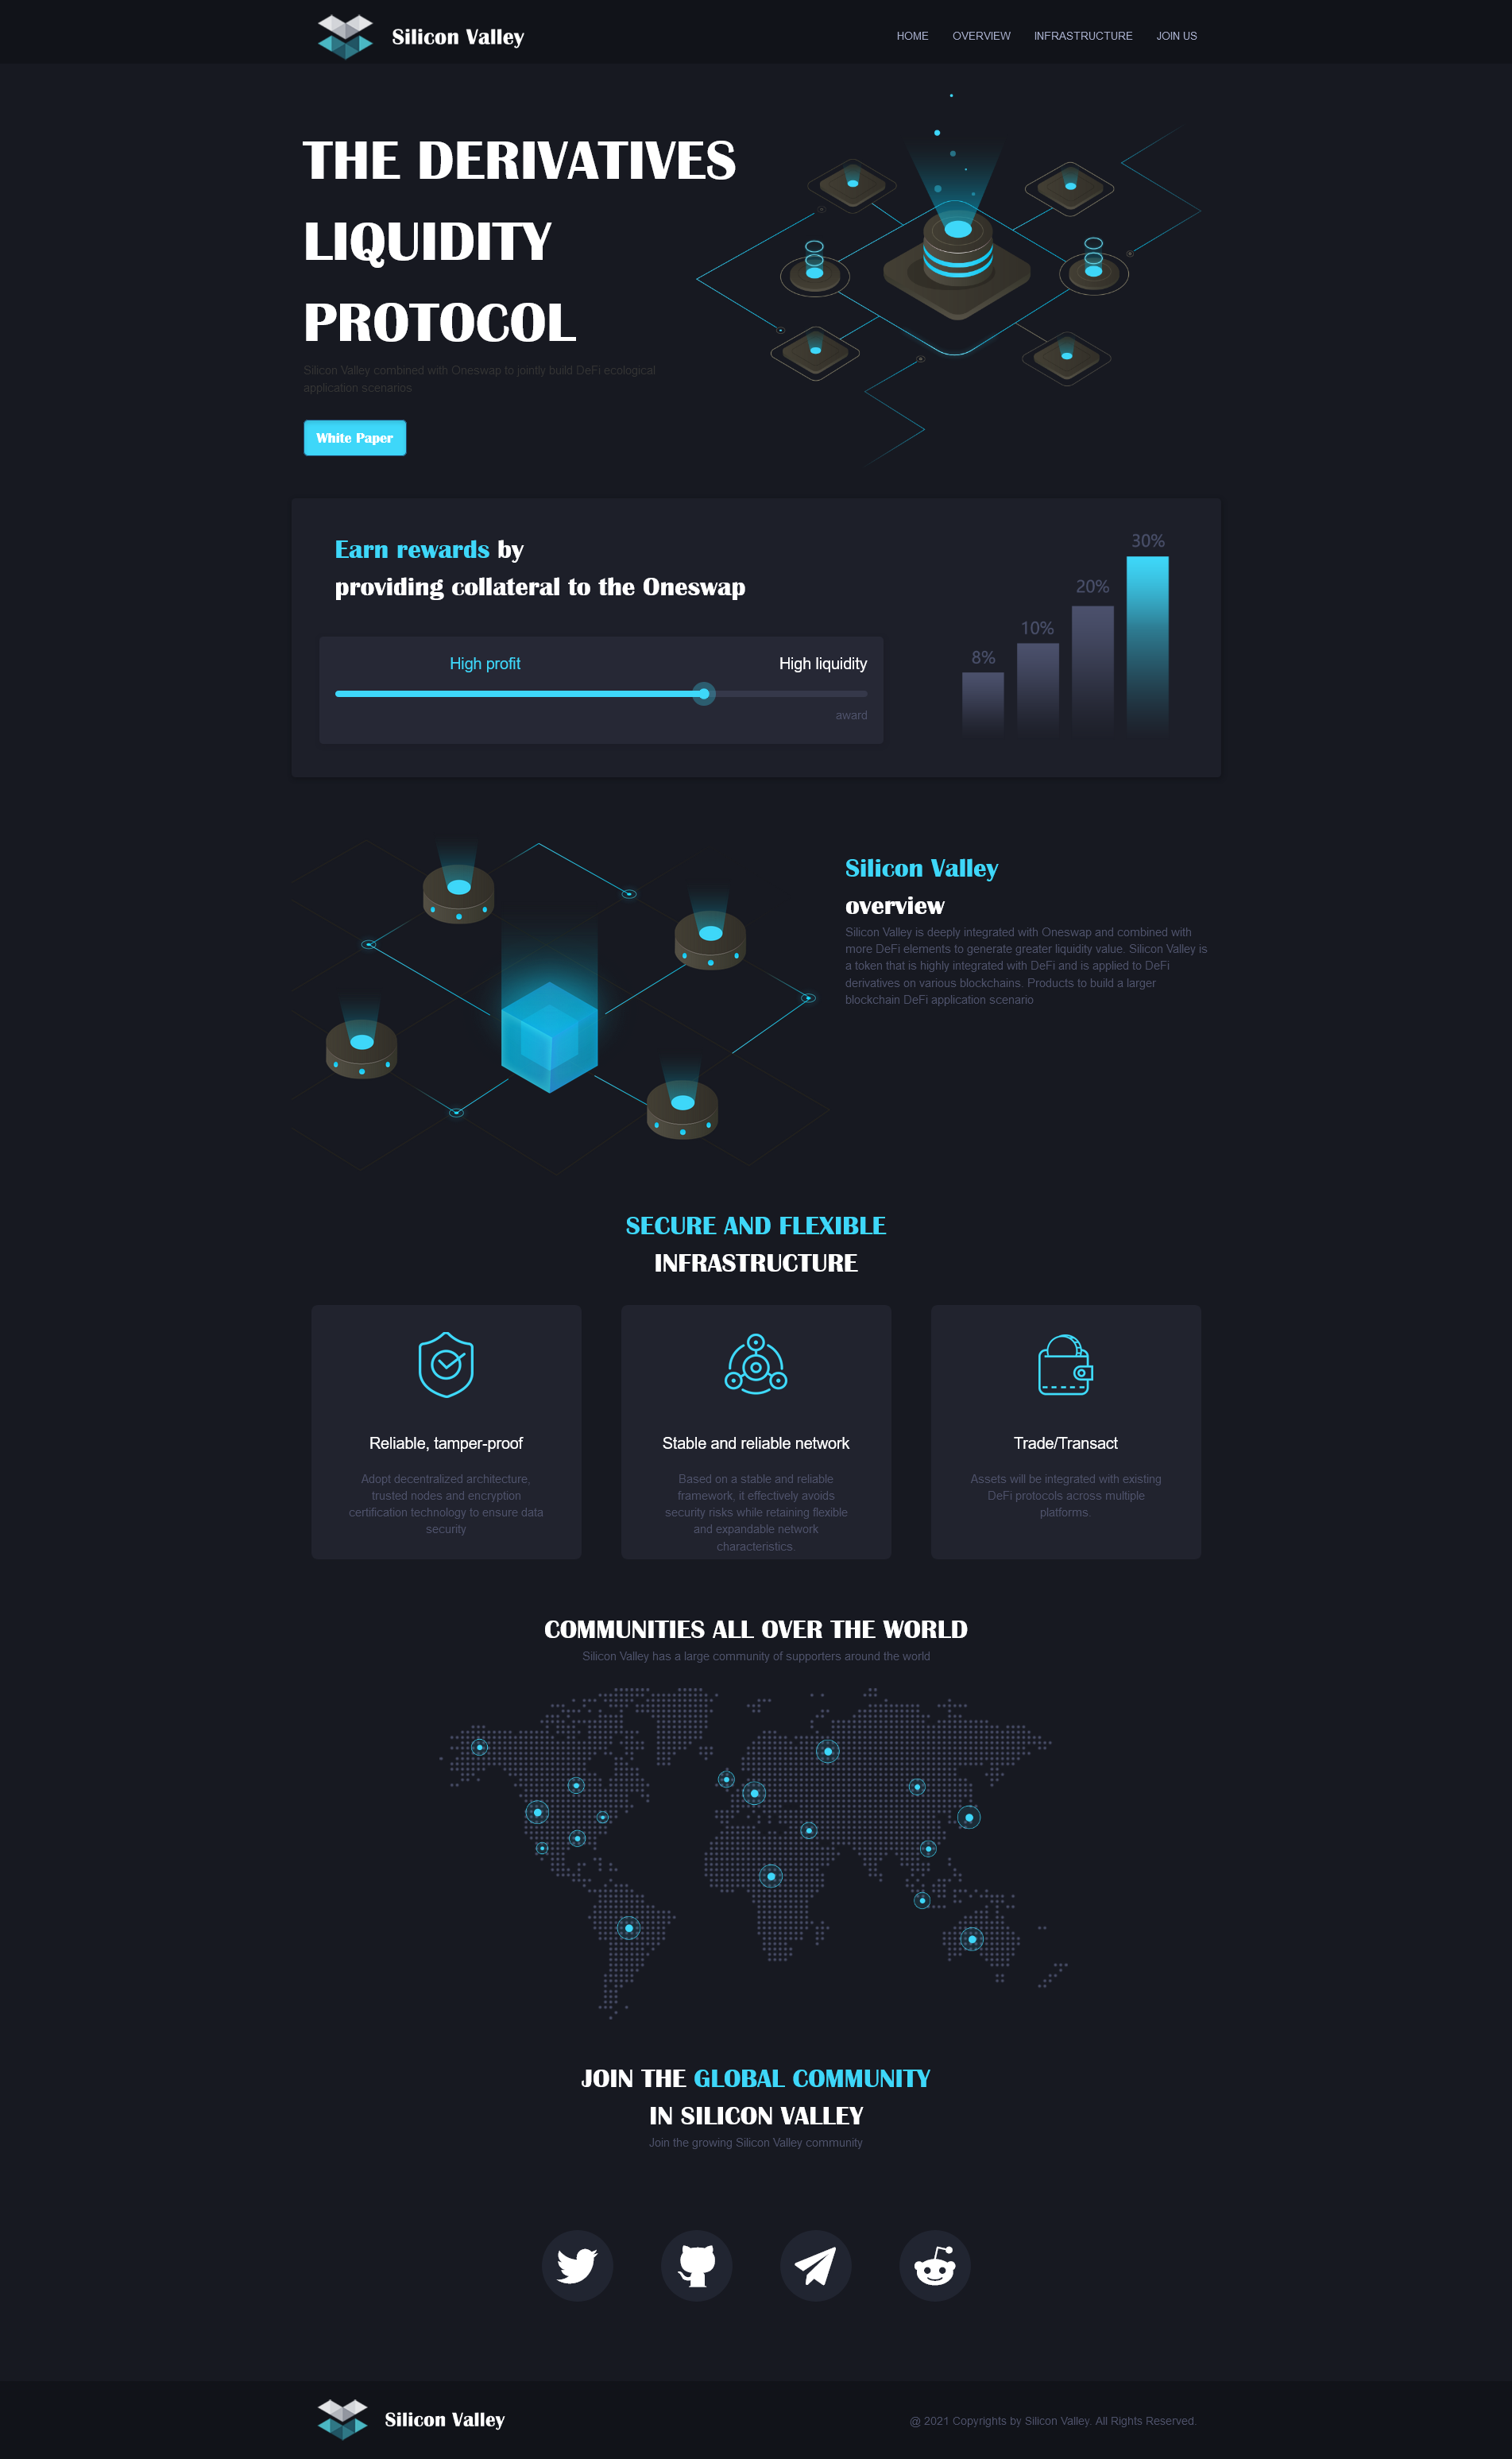 Silicon Valley
HOME OVERVIEW INFRASTRUCTURE JOIN US
THE DERIVATIVES
LIQUIDITY
PROTOCOL
Silicon Valley combined with Oneswap to jointly build DeFi ecological
application scenarios
White Paper
Earn rewards by
providing collateral to the Oneswap
High profit
High liquidity
award
8%
10%
20%
30%
Silicon Valley
overview
Silicon Valley is deeply integrated with Oneswap and combined with
more DeFi elements to generate greater liquidity value. Silicon Valley is
a token that is highly integrated with DeFi and is applied to DeFi
derivatives on various blockchains. Products to build a larger
blockchain DeFi application scenario
SECURE AND FLEXIBLE
INFRASTRUCTURE
Reliable, tamper-proof
Adopt decentralized architecture,
trusted nodes and encryption
certification technology to ensure data
security
Stable and reliable network
Based on a stable and reliable
framework, it effectively avoids
security risks while retaining flexible
and expandable network
characteristics.
Trade/Transact
Assets will be integrated with existing
DeFi protocols across multiple
platforms.
COMMUNITIES ALL OVER THE WORLD
Silicon Valley has a large community of supporters around the world
JOIN THE GLOBAL COMMUNITY
IN SILICON VALLEY
Join the growing Silicon Valley community
Silicon Valley
@ 2021 Copyrights by Silicon Valley. All Rights Reserved.